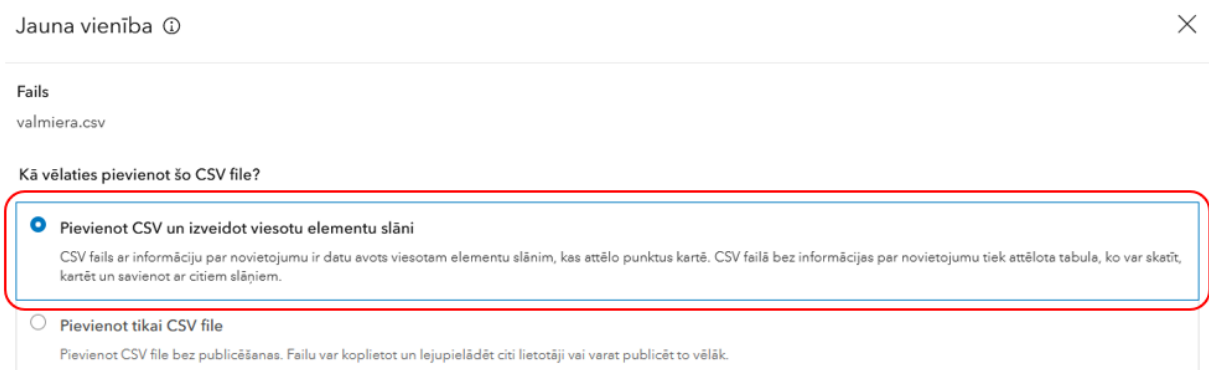 Jauna vienība
Fails
valmiera.csv
Kā vēlaties pievienot šo CSV file?
Pievienot CSV un izveidot viesotu elementu slāni
CSV fails ar informāciju par novietojumu ir datu avots viesotam elementu slānim, kas attēlo punktus kartē. CSV failā bez informācijas par novietojumu tiek attēlota tabula, ko var skatīt,
kartēt un savienot ar citiem slāņiem.
Pievienot tikai CSV file
Pievienot CSV file bez publicēšanas. Failu var koplietot un lejupielādēt citi lietotāji vai varat publicēt to vēlāk.